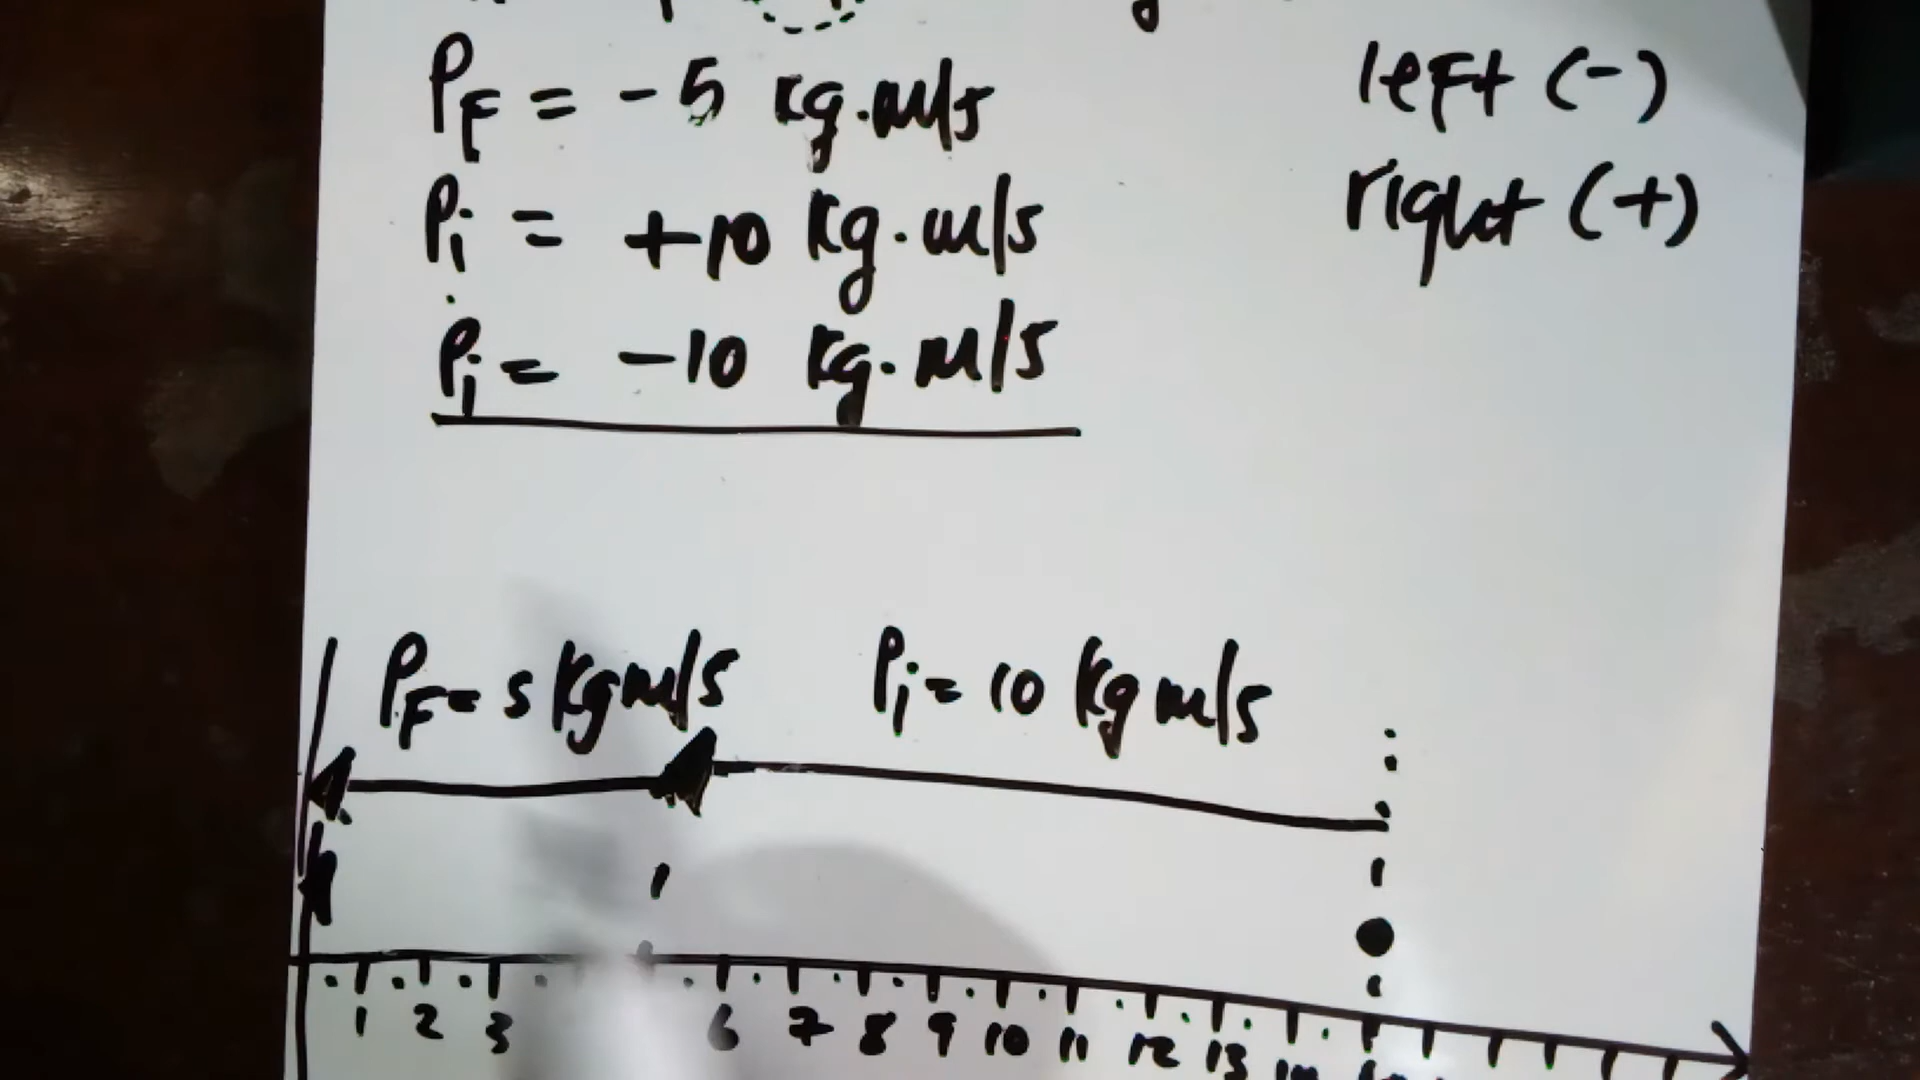 P_F = -5 kg.m/s
left (-)
P_i = +10 kg.m/s
right (+)
P_i = -10 kg.m/s
P_F = 5 kgm/s
P_i = 10 kg m/s
1 2 3 6 7 8 9 10 11 12 13